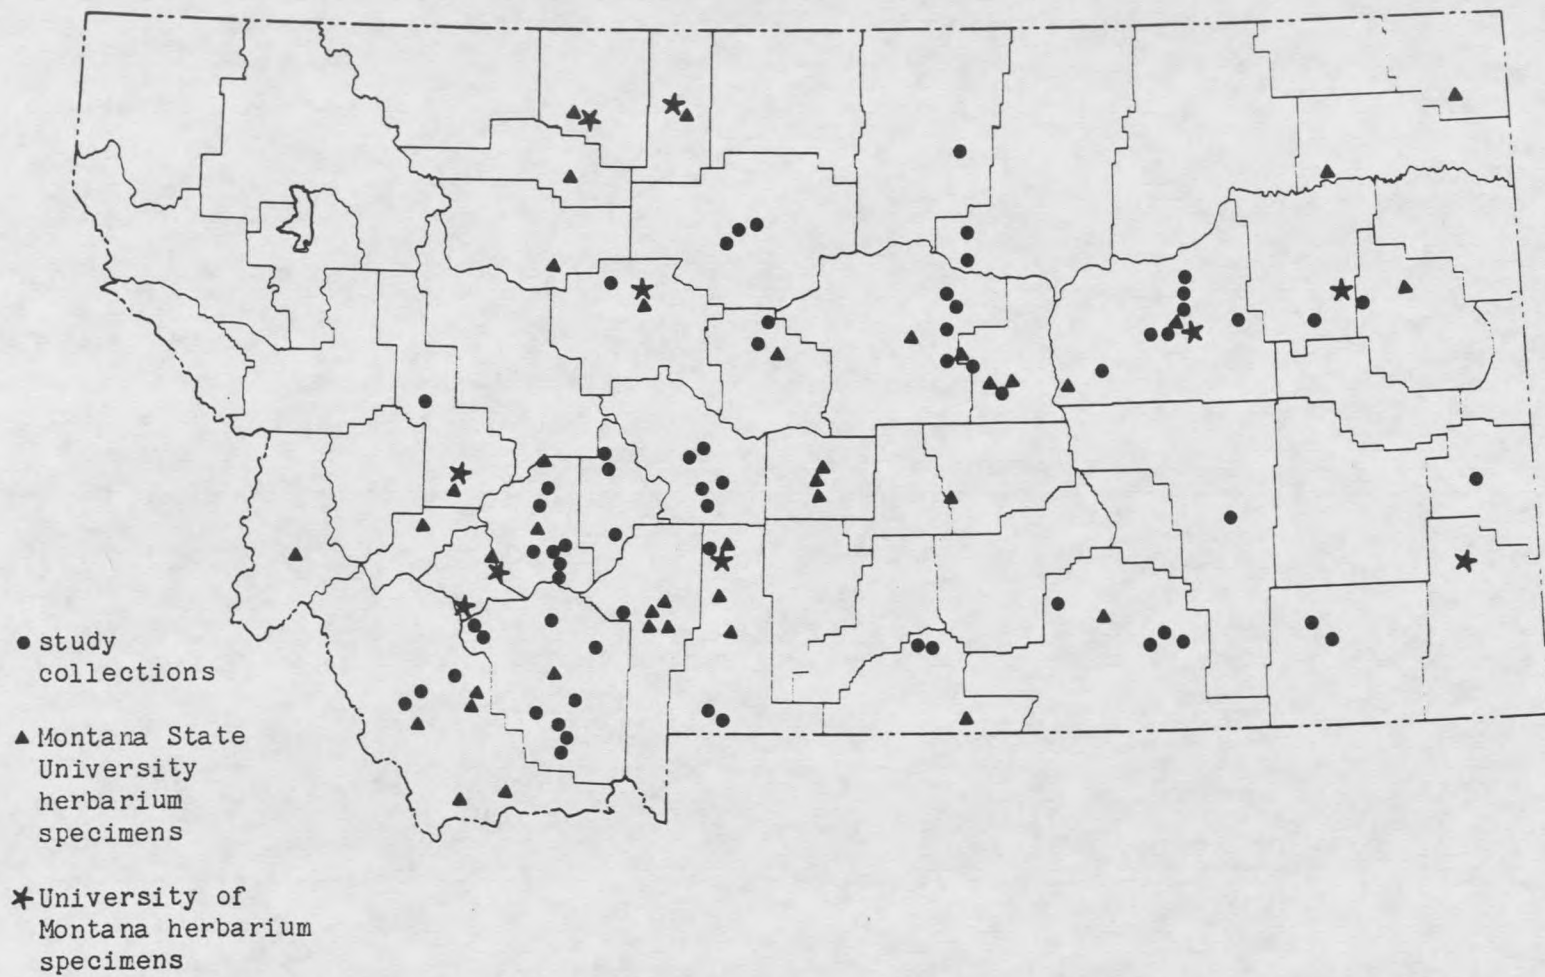 study
collections
Montana State
University
herbarium
specimens
University of
Montana herbarium
specimens